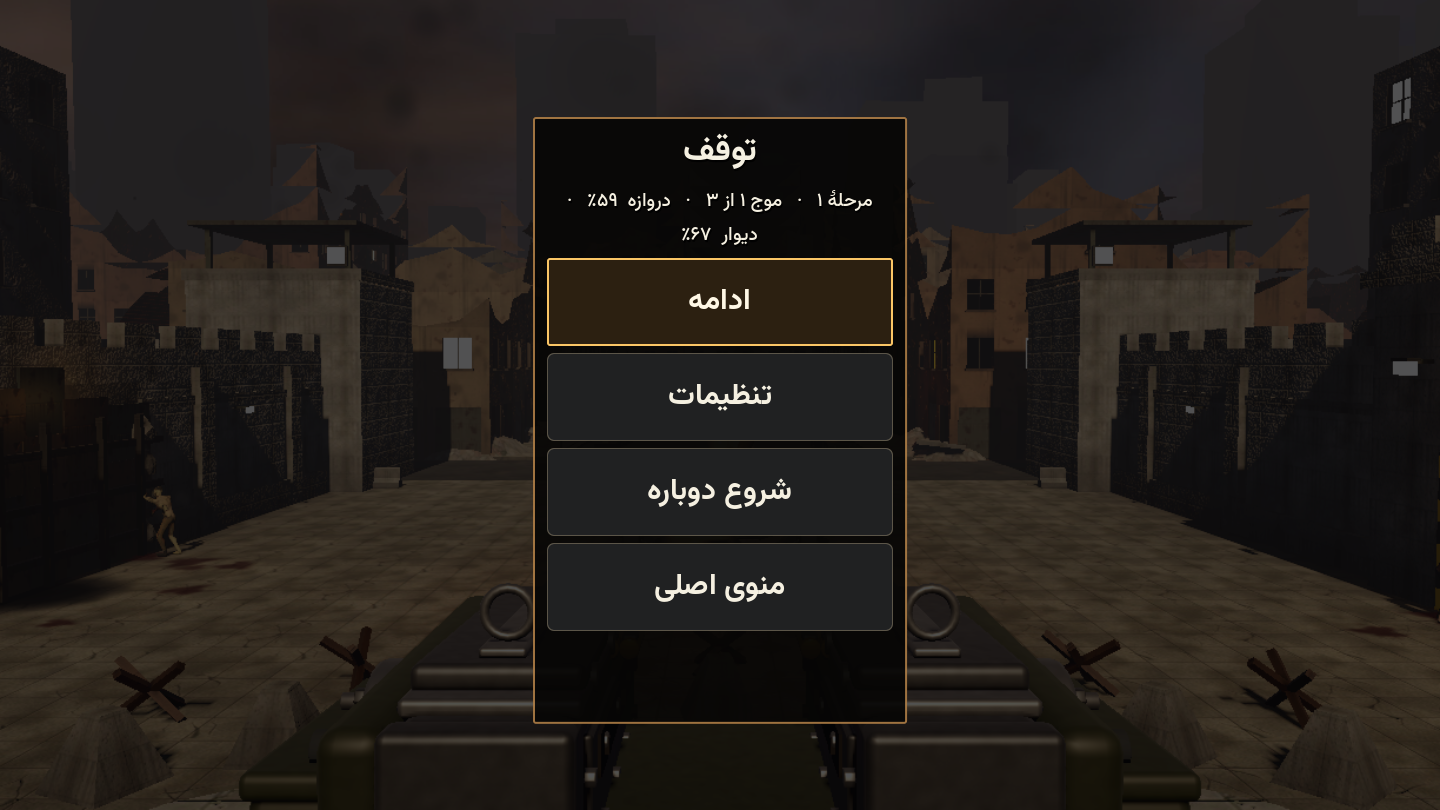 توقف
مرحلهٔ ۱ · موج ۱ از ۳ · دروازه ۵۹٪ ·
دیوار ۶۷٪
ادامه
تنظیمات
شروع دوباره
منوی اصلی